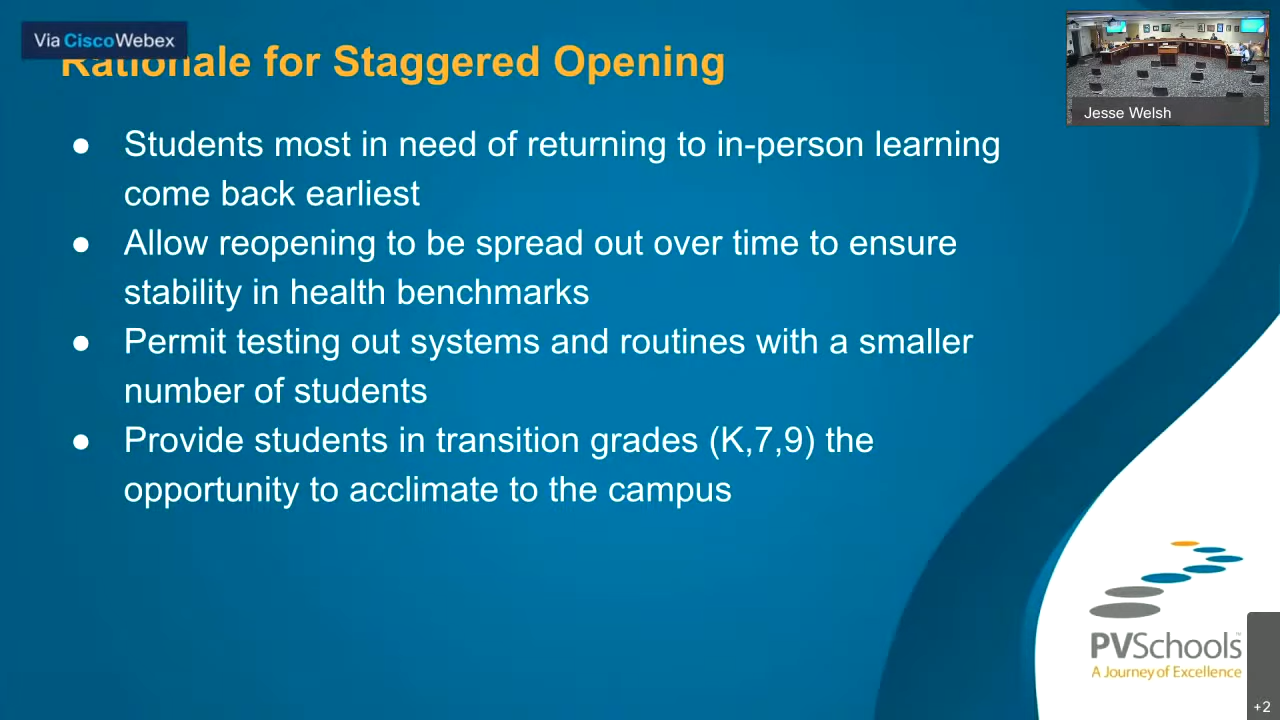 Via CiscoWebex
Rationale for Staggered Opening
Jesse Welsh
● Students most in need of returning to in-person learning
come back earliest
● Allow reopening to be spread out over time to ensure
stability in health benchmarks
● Permit testing out systems and routines with a smaller
number of students
● Provide students in transition grades (K,7,9) the
opportunity to acclimate to the campus
PVSchools™
A Journey of Excellence
+2